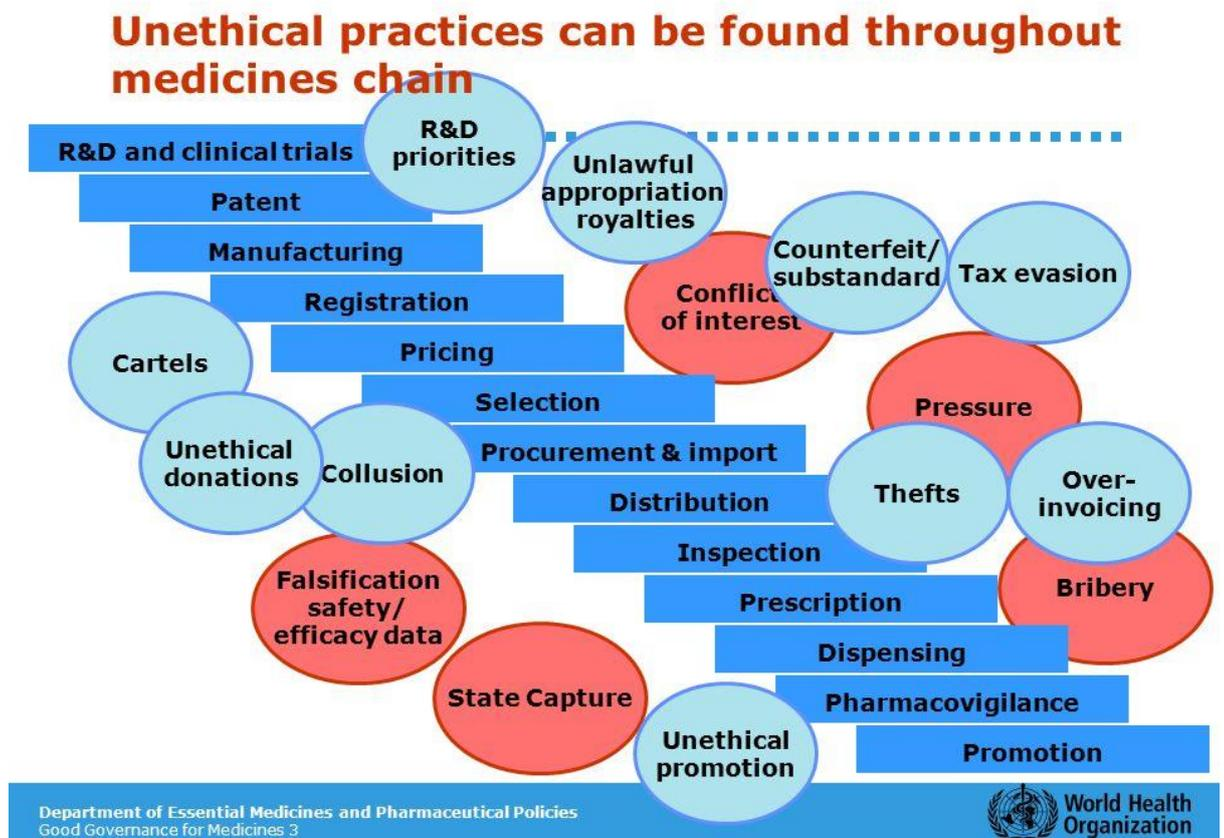 Unethical practices can be found throughout
medicines chain
R&D and clinical trials
R&D
priorities
Unlawful
appropriation
royalties
Patent
Manufacturing
Conflict
of interest
Counterfeit/
substandard
Tax evasion
Registration
Cartels
Pricing
Selection
Pressure
Unethical
donations
Collusion
Procurement & import
Distribution
Thefts
Over-
invoicing
Inspection
Falsification
safety/
efficacy data
Prescription
Bribery
Dispensing
State Capture
Pharmacovigilance
Unethical
promotion
Promotion
Department of Essential Medicines and Pharmaceutical Policies
Good Governance for Medicines 3
World Health
Organization